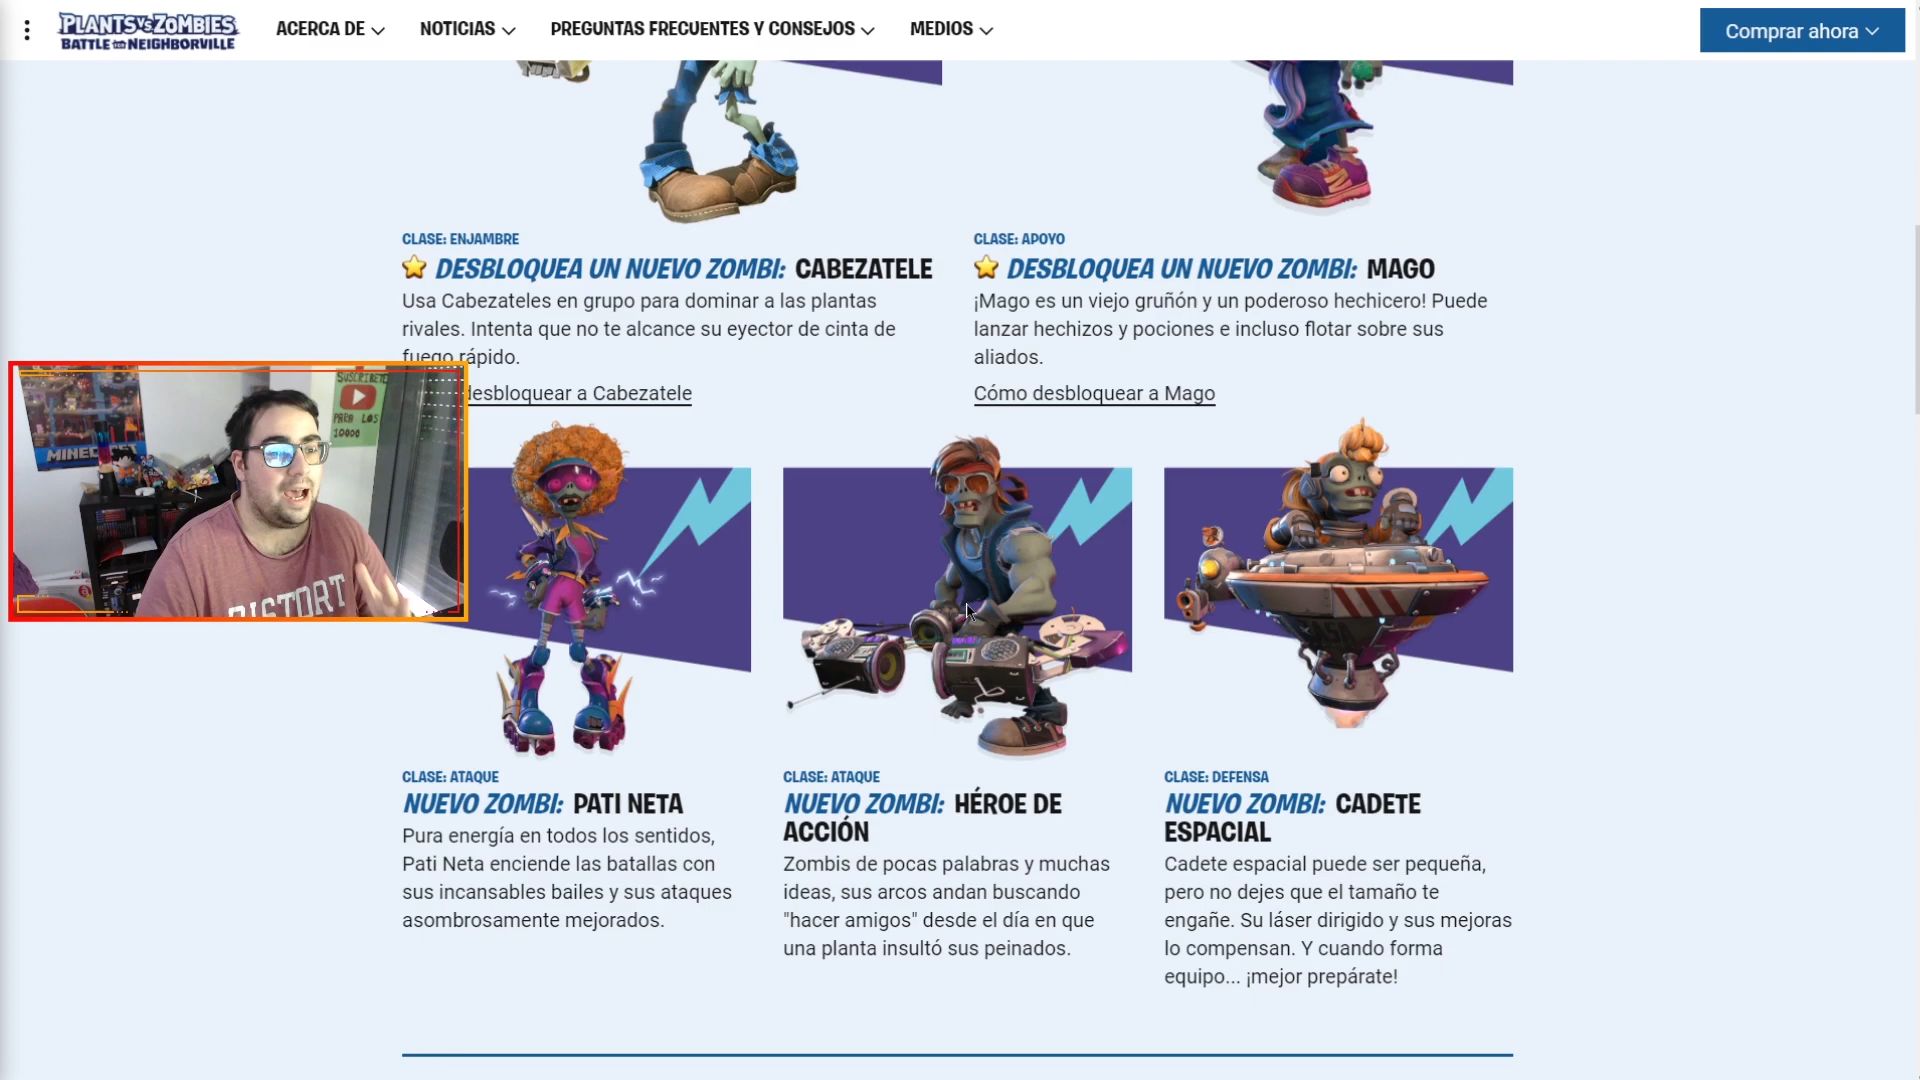 PLANTS VS. ZOMBIES
BATTLE FOR NEIGHBORVILLE
ACERCA DE
NOTICIAS
PREGUNTAS FRECUENTES Y CONSEJOS
MEDIOS
Comprar ahora
CLASE: ENJAMBRE
DESBLOQUEA UN NUEVO ZOMBI: CABEZATELE
Usa Cabezateles en grupo para dominar a las plantas
rivales. Intenta que no te alcance su eyector de cinta de
fuego rápido.
desbloquear a Cabezatele
CLASE: APOYO
DESBLOQUEA UN NUEVO ZOMBI: MAGO
¡Mago es un viejo gruñón y un poderoso hechicero! Puede
lanzar hechizos y pociones e incluso flotar sobre sus
aliados.
Cómo desbloquear a Mago
SUSCRIBETE
PARA LOS
10000
MINECRAFT
DISTORT
CLASE: ATAQUE
NUEVO ZOMBI: PATI NETA
Pura energía en todos los sentidos,
Pati Neta enciende las batallas con
sus incansables bailes y sus ataques
asombrosamente mejorados.
CLASE: ATAQUE
NUEVO ZOMBI: HÉROE DE
ACCIÓN
Zombis de pocas palabras y muchas
ideas, sus arcos andan buscando
"hacer amigos" desde el día en que
una planta insultó sus peinados.
CLASE: DEFENSA
NUEVO ZOMBI: CADETE
ESPACIAL
Cadete espacial puede ser pequeña,
pero no dejes que el tamaño te
engañe. Su láser dirigido y sus mejoras
lo compensan. Y cuando forma
equipo... ¡mejor prepárate!